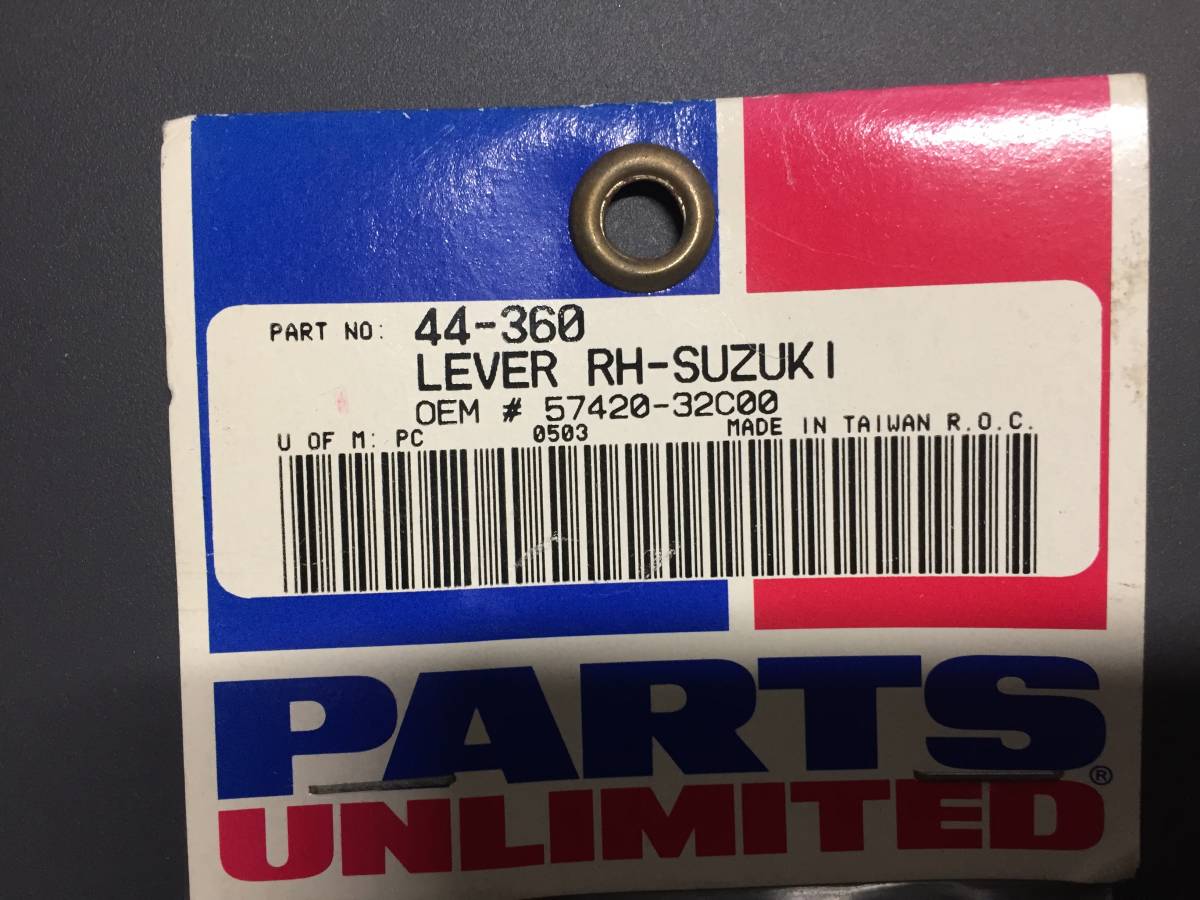 PART NO: 44-360
LEVER RH-SUZUKI
OEM # 57420-32C00
U OF M: PC 0503 MADE IN TAIWAN R.O.C.
PARTS
UNLIMITED®